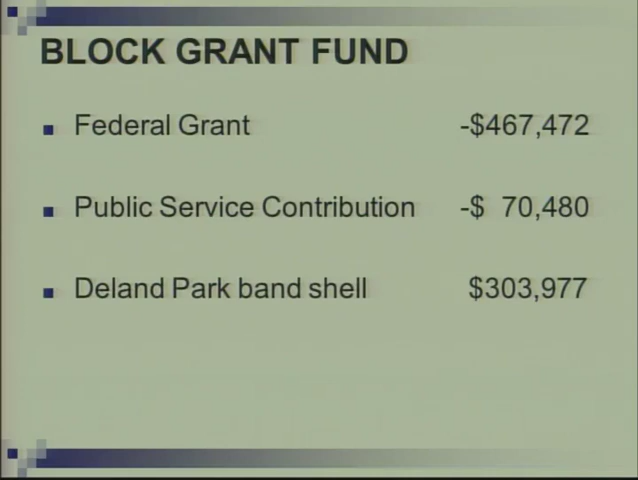 BLOCK GRANT FUND
Federal Grant -$467,472
Public Service Contribution -$ 70,480
Deland Park band shell $303,977